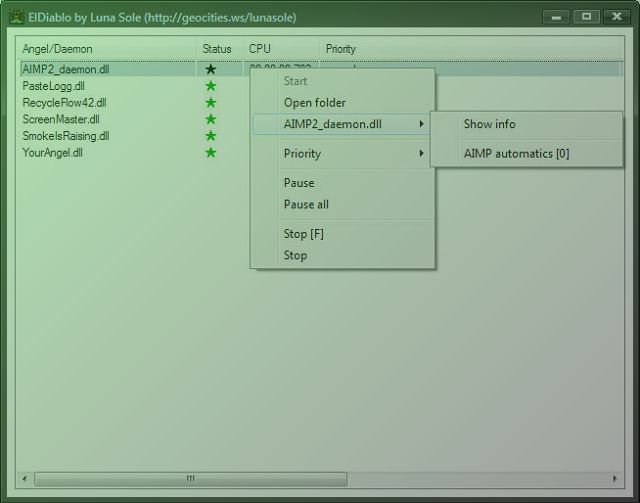 ElDiablo by Luna Sole (http://geocities.ws/lunasole)
Angel/Daemon Status CPU Priority
AIMP2_daemon.dll
PasteLogg.dll
RecycleFlow42.dll
ScreenMaster.dll
SmokeIsRaising.dll
YourAngel.dll
Start
Open folder
AIMP2_daemon.dll
Priority
Pause
Pause all
Stop [F]
Stop
Show info
AIMP automatics [0]